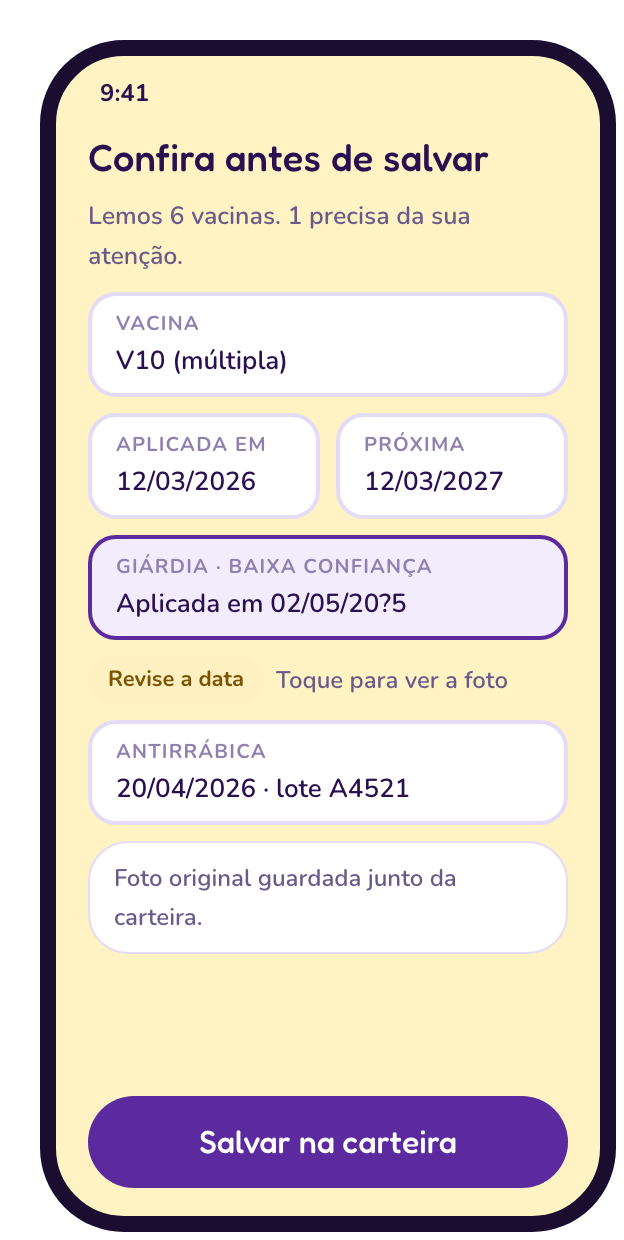 9:41
Confira antes de salvar
Lemos 6 vacinas. 1 precisa da sua
atenção.
VACINA
V10 (múltipla)
APLICADA EM
12/03/2026
PRÓXIMA
12/03/2027
GIÁRDIA · BAIXA CONFIANÇA
Aplicada em 02/05/20?5
Revise a data
Toque para ver a foto
ANTIRRÁBICA
20/04/2026 · lote A4521
Foto original guardada junto da
carteira.
Salvar na carteira